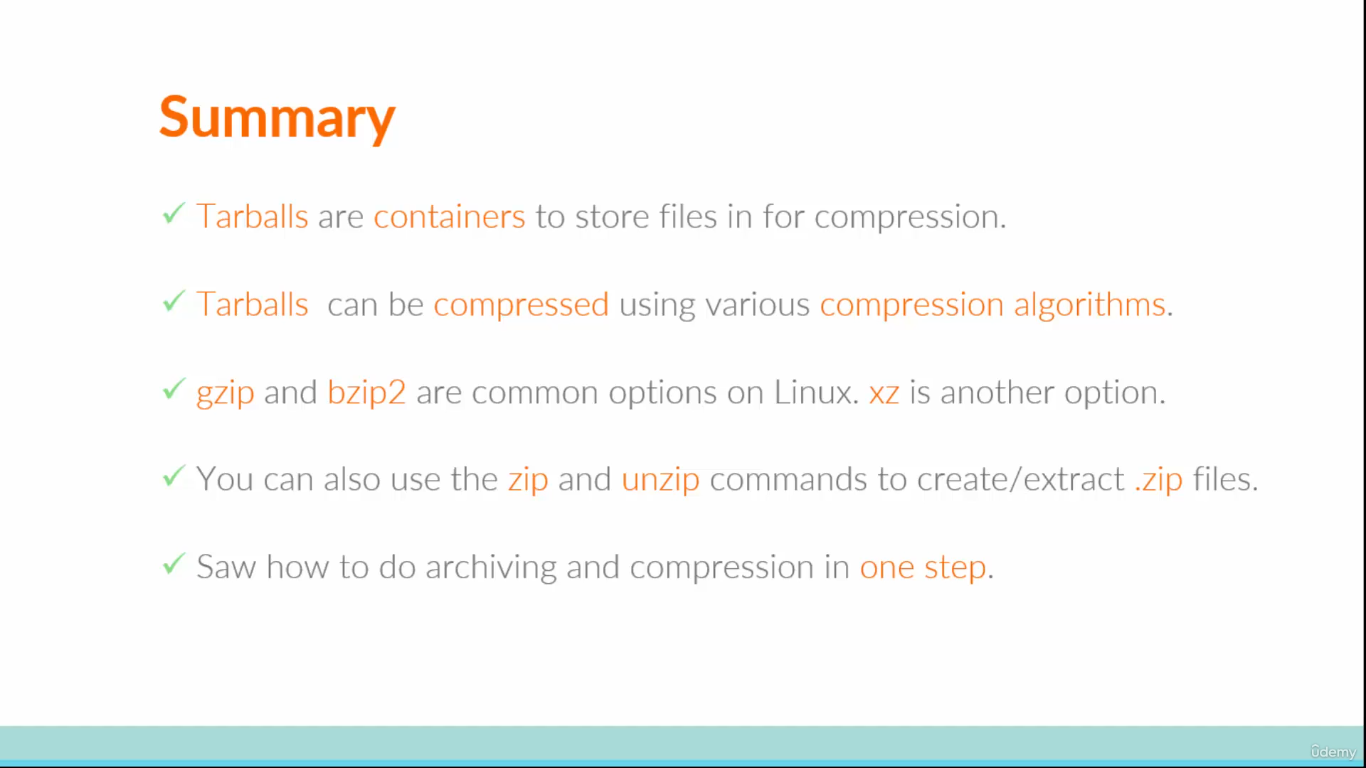 Summary
✓ Tarballs are containers to store files in for compression.
✓ Tarballs can be compressed using various compression algorithms.
✓ gzip and bzip2 are common options on Linux. xz is another option.
✓ You can also use the zip and unzip commands to create/extract .zip files.
✓ Saw how to do archiving and compression in one step.
ûdemy